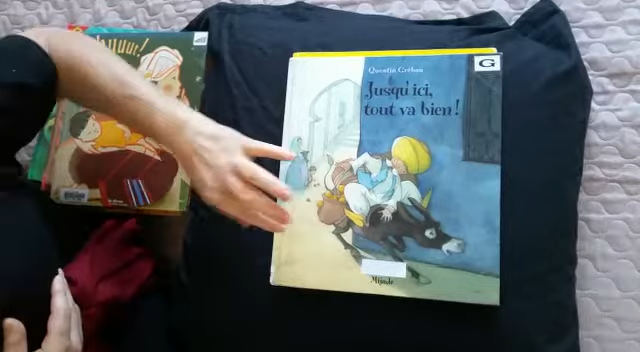 Quentin Gréban
G
Jusqu'ici,
tout va bien !
Mijade